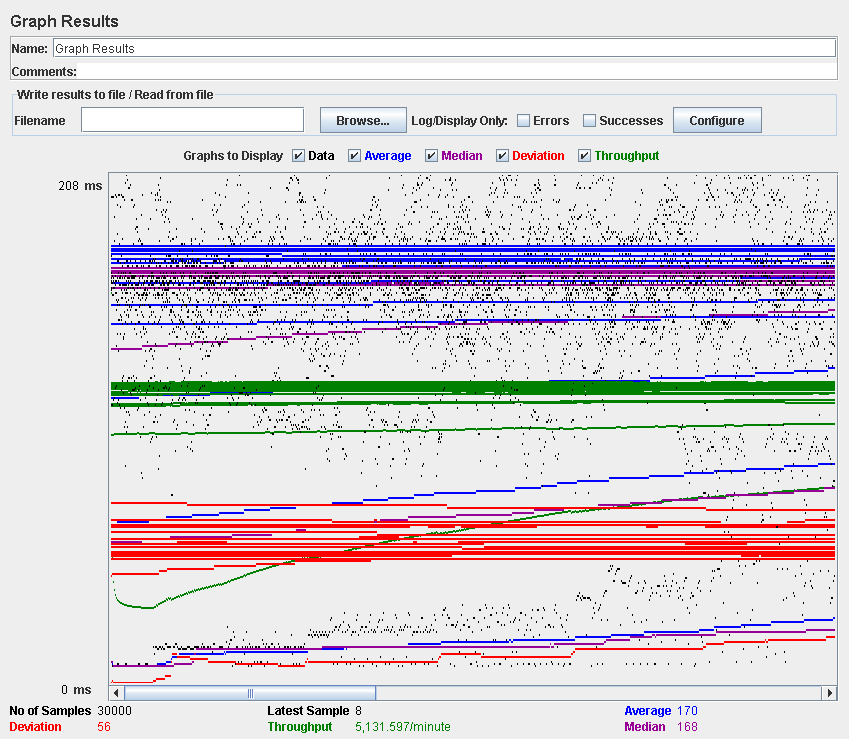 Graph Results
Name: Graph Results
Comments:
Write results to file / Read from file
Filename Browse... Log/Display Only: Errors Successes Configure
Graphs to Display Data Average Median Deviation Throughput
208 ms
0 ms
No of Samples 30000 Latest Sample 8 Average 170
Deviation 56 Throughput 5,131.597/minute Median 168